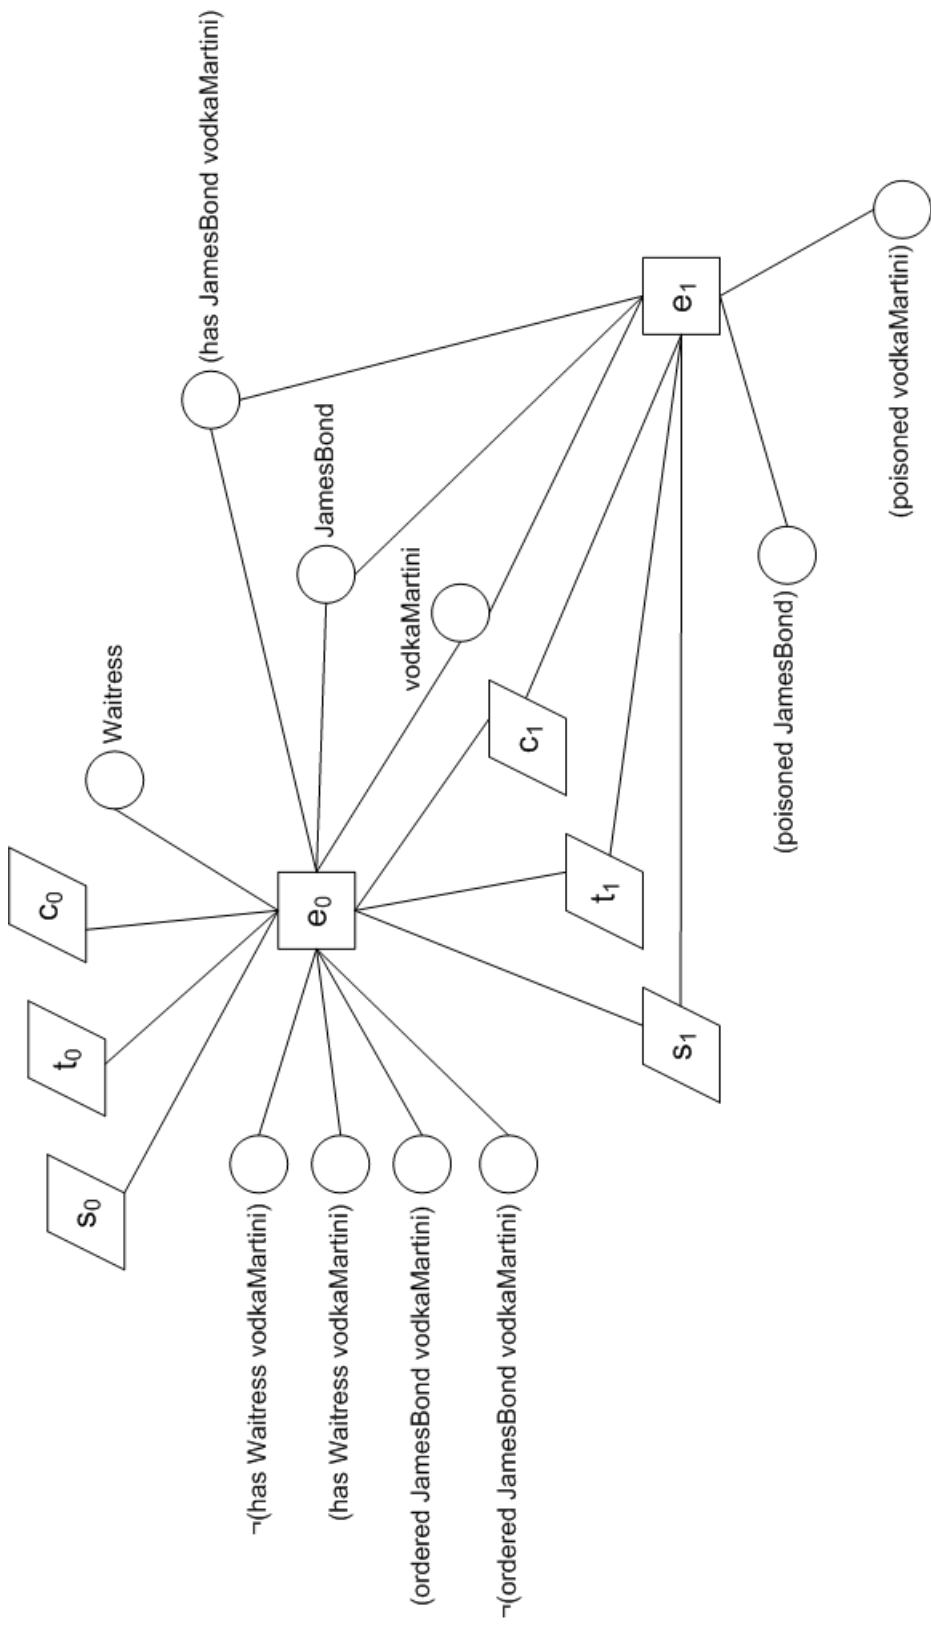 s₀
t₀
c₀
Waitress
(has JamesBond vodkaMartini)
¬(has Waitress vodkaMartini)
(has Waitress vodkaMartini)
(ordered JamesBond vodkaMartini)
¬(ordered JamesBond vodkaMartini)
e₀
JamesBond
vodkaMartini
c₁
t₁
s₁
e₁
(poisoned JamesBond)
(poisoned vodkaMartini)